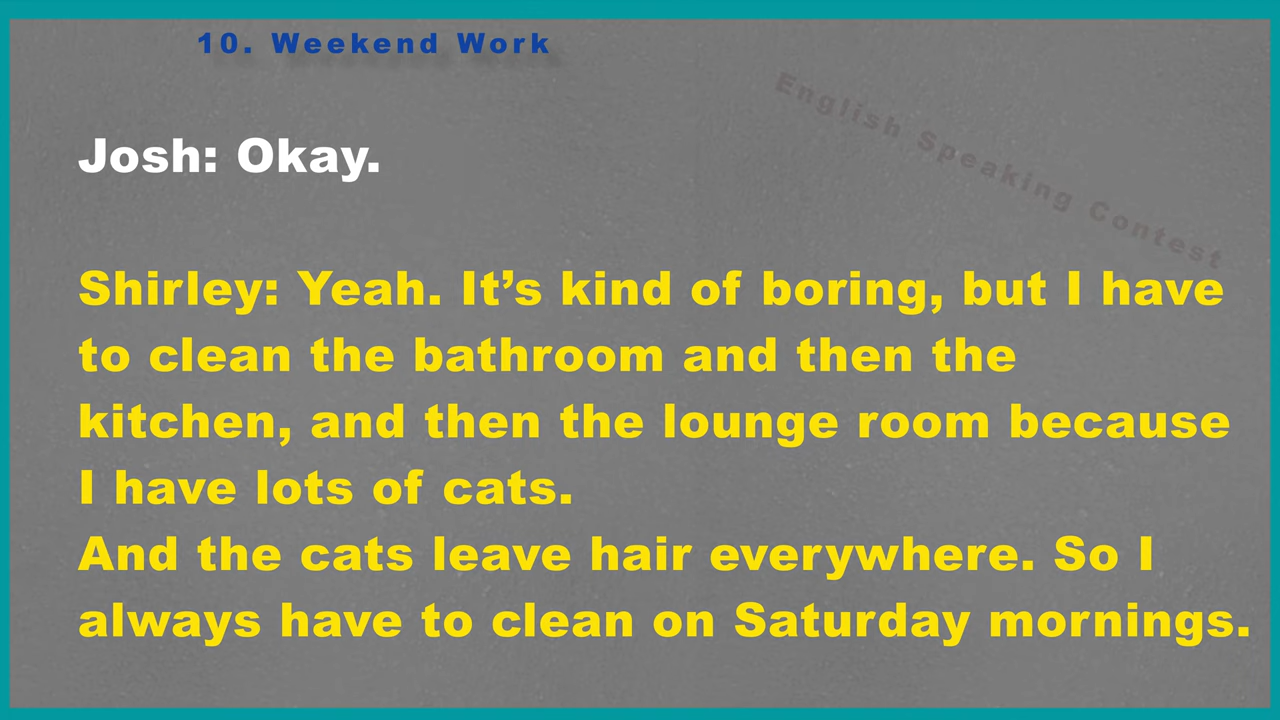 10. Weekend Work
English Speaking Contest
Josh: Okay.
Shirley: Yeah. It’s kind of boring, but I have
to clean the bathroom and then the
kitchen, and then the lounge room because
I have lots of cats.
And the cats leave hair everywhere. So I
always have to clean on Saturday mornings.